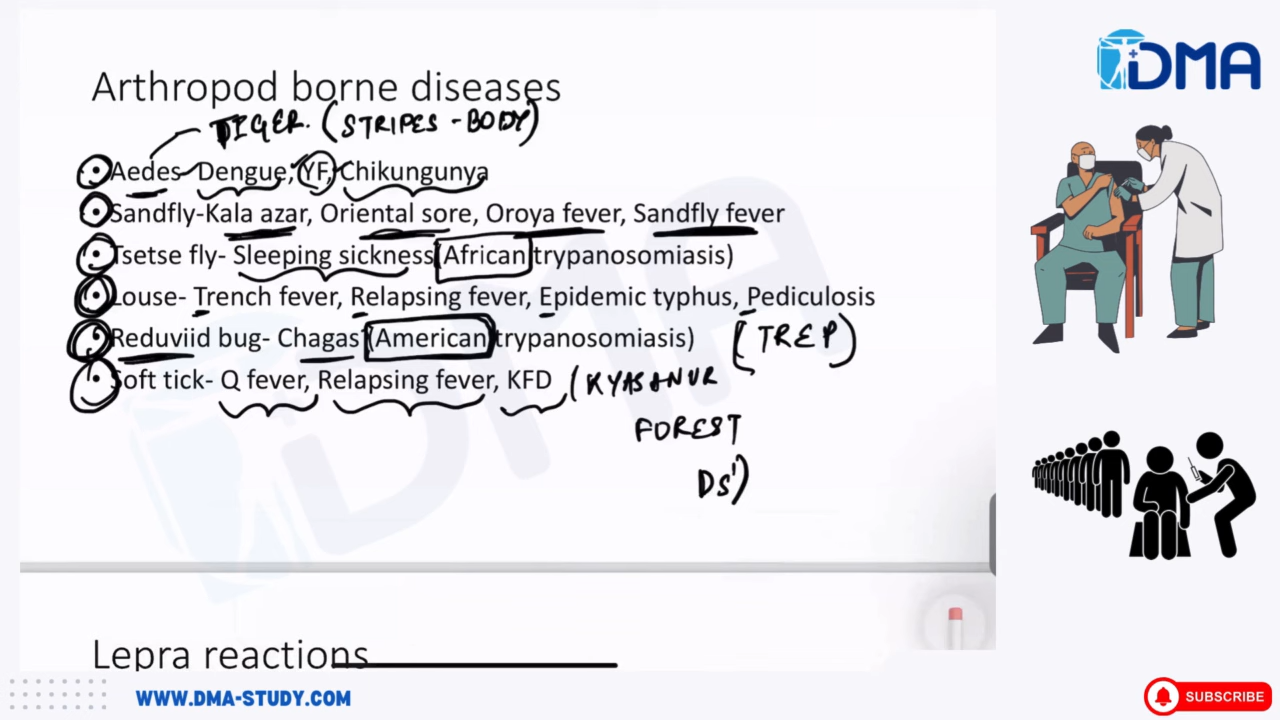 DMA
Arthropod borne diseases
TIGER. (STRIPES - BODY)
Aedes- Dengue, YF, Chikungunya
Sandfly-Kala azar, Oriental sore, Oroya fever, Sandfly fever
Tsetse fly- Sleeping sickness(African trypanosomiasis)
Louse- Trench fever, Relapsing fever, Epidemic typhus, Pediculosis
Reduviid bug- Chagas (American trypanosomiasis)
(TREP)
Soft tick- Q fever, Relapsing fever, KFD (KYASANUR
FOREST
DS')
Lepra reactions
WWW.DMA-STUDY.COM
SUBSCRIBE